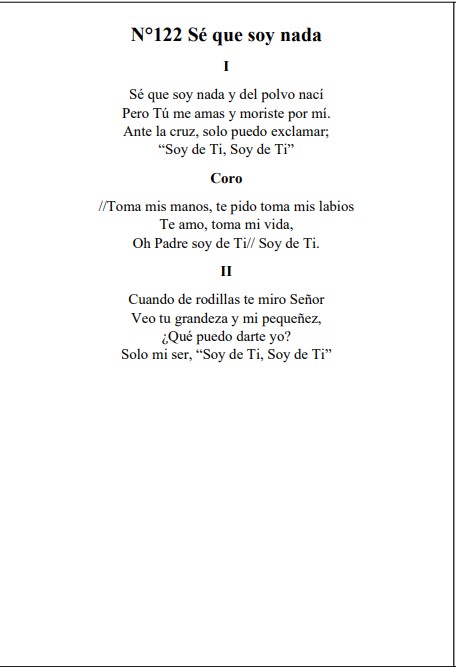 N°122 Sé que soy nada
I
Sé que soy nada y del polvo nací
Pero Tú me amas y moriste por mí.
Ante la cruz, solo puedo exclamar;
“Soy de Ti, Soy de Ti”
Coro
//Toma mis manos, te pido toma mis labios
Te amo, toma mi vida,
Oh Padre soy de Ti// Soy de Ti.
II
Cuando de rodillas te miro Señor
Veo tu grandeza y mi pequeñez,
¿Qué puedo darte yo?
Solo mi ser, “Soy de Ti, Soy de Ti”